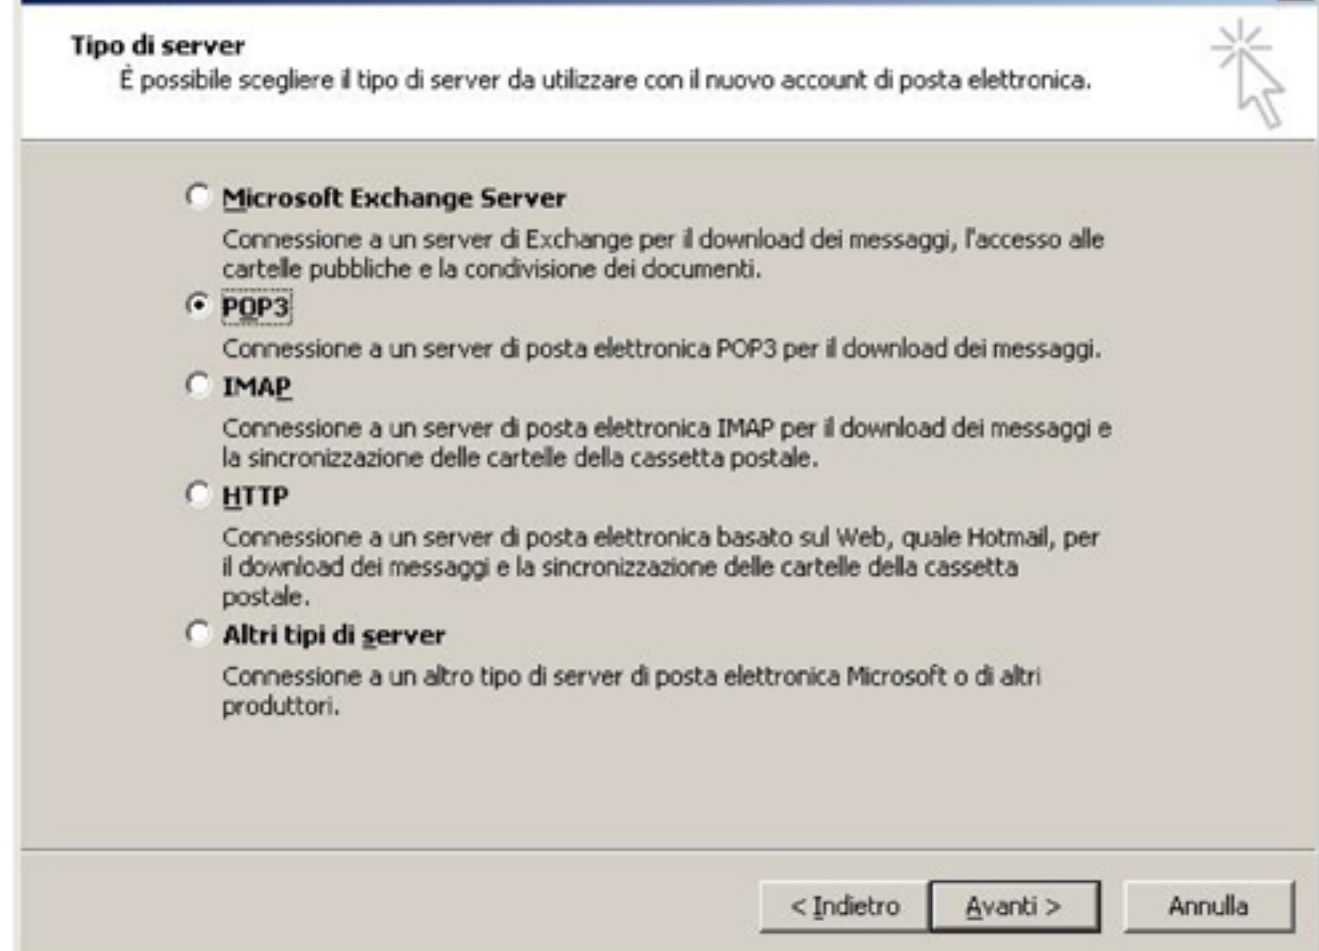 Tipo di server
È possibile scegliere il tipo di server da utilizzare con il nuovo account di posta elettronica.
Microsoft Exchange Server
Connessione a un server di Exchange per il download dei messaggi, l'accesso alle
cartelle pubbliche e la condivisione dei documenti.
POP3
Connessione a un server di posta elettronica POP3 per il download dei messaggi.
IMAP
Connessione a un server di posta elettronica IMAP per il download dei messaggi e
la sincronizzazione delle cartelle della cassetta postale.
HTTP
Connessione a un server di posta elettronica basato sul Web, quale Hotmail, per
il download dei messaggi e la sincronizzazione delle cartelle della cassetta
postale.
Altri tipi di server
Connessione a un altro tipo di server di posta elettronica Microsoft o di altri
produttori.
< Indietro Avanti > Annulla